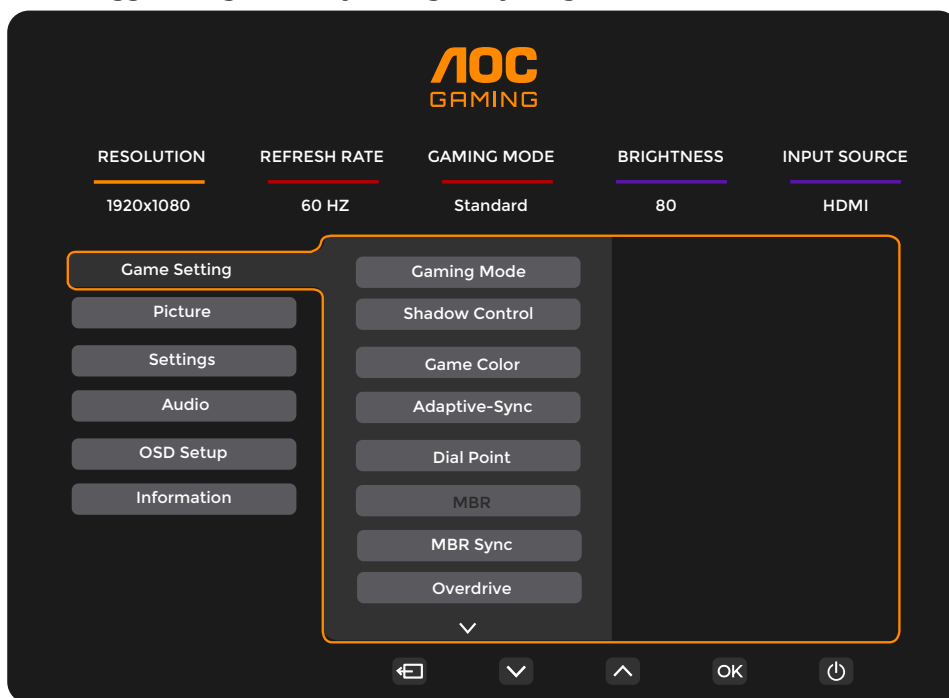 AOC
GAMING
RESOLUTION REFRESH RATE GAMING MODE BRIGHTNESS INPUT SOURCE
1920x1080 60 HZ Standard 80 HDMI
Game Setting
Picture
Settings
Audio
OSD Setup
Information
Gaming Mode
Shadow Control
Game Color
Adaptive-Sync
Dial Point
MBR
MBR Sync
Overdrive
OK